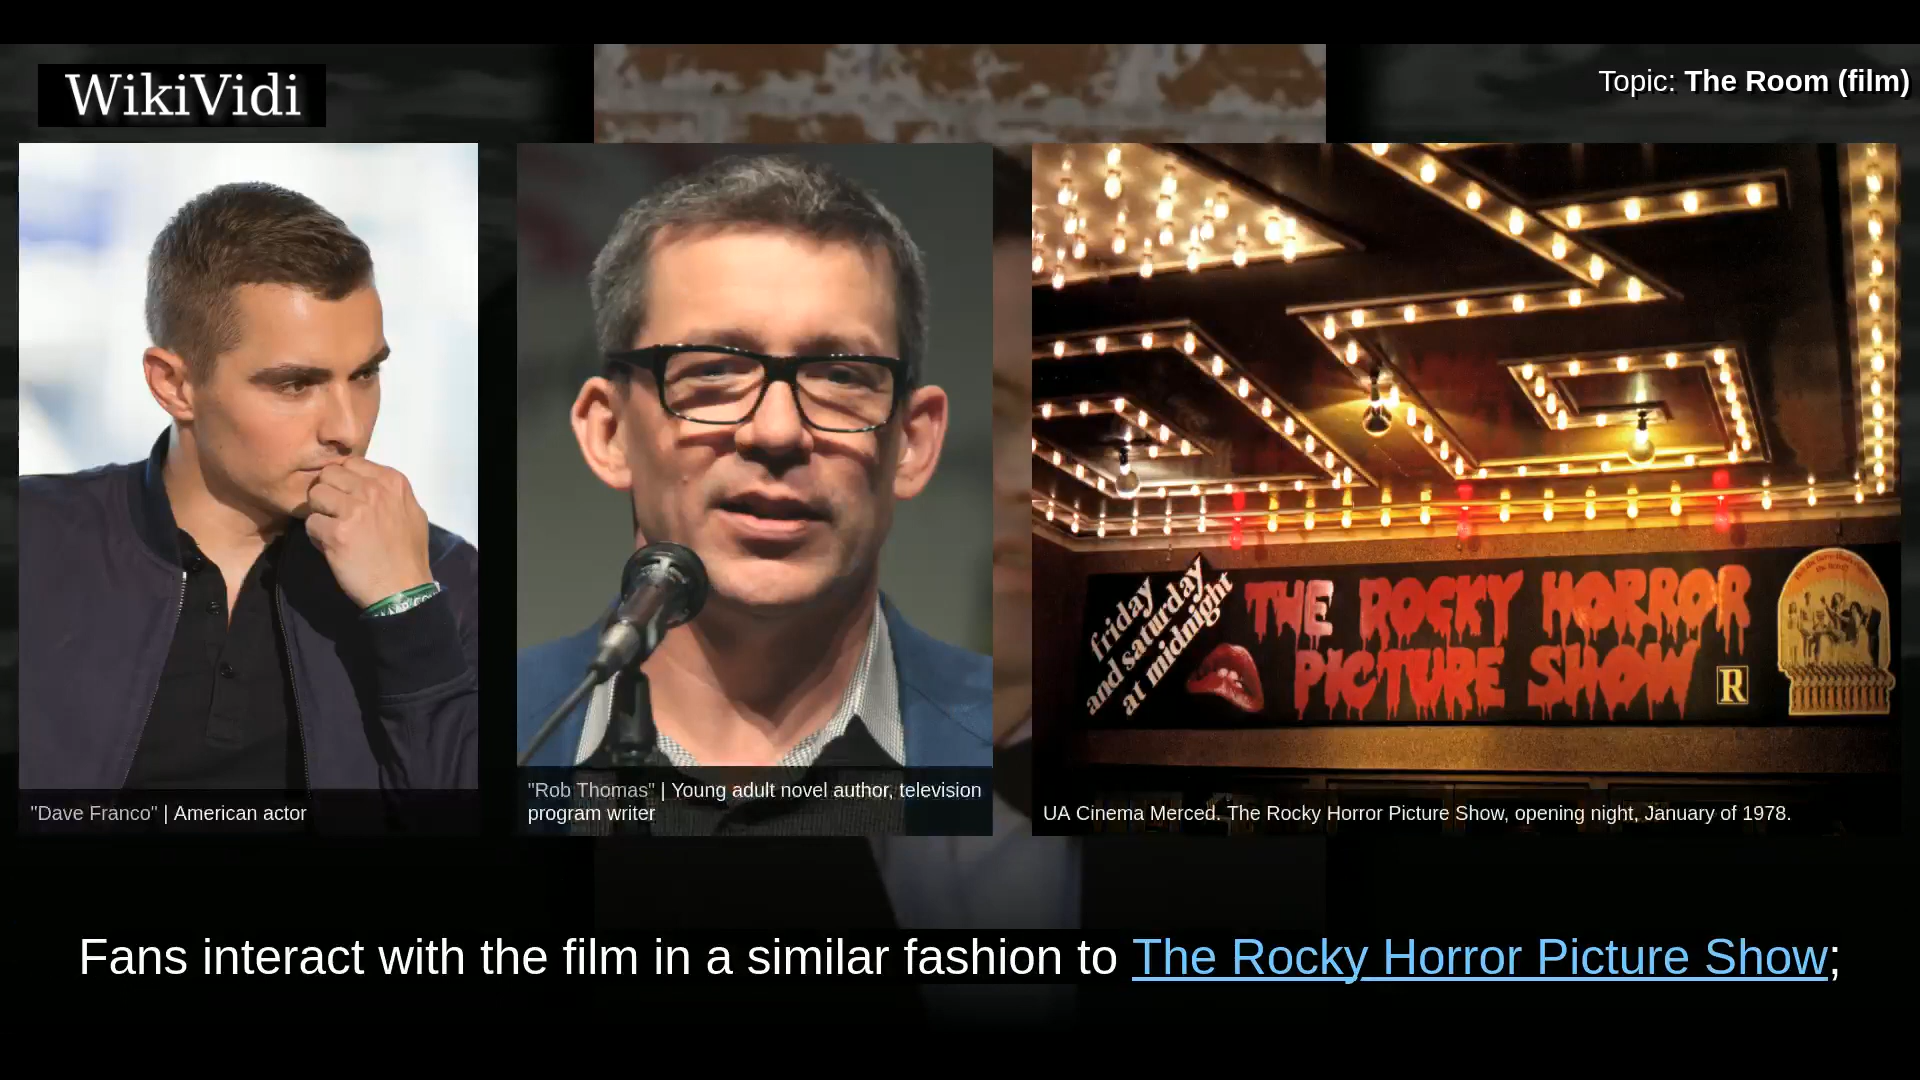 WikiVidi
Topic: The Room (film)
friday
and saturday
at midnight
THE ROCKY HORROR
PICTURE SHOW
R
"Dave Franco" | American actor
"Rob Thomas" | Young adult novel author, television
program writer
UA Cinema Merced. The Rocky Horror Picture Show, opening night, January of 1978.
Fans interact with the film in a similar fashion to The Rocky Horror Picture Show;